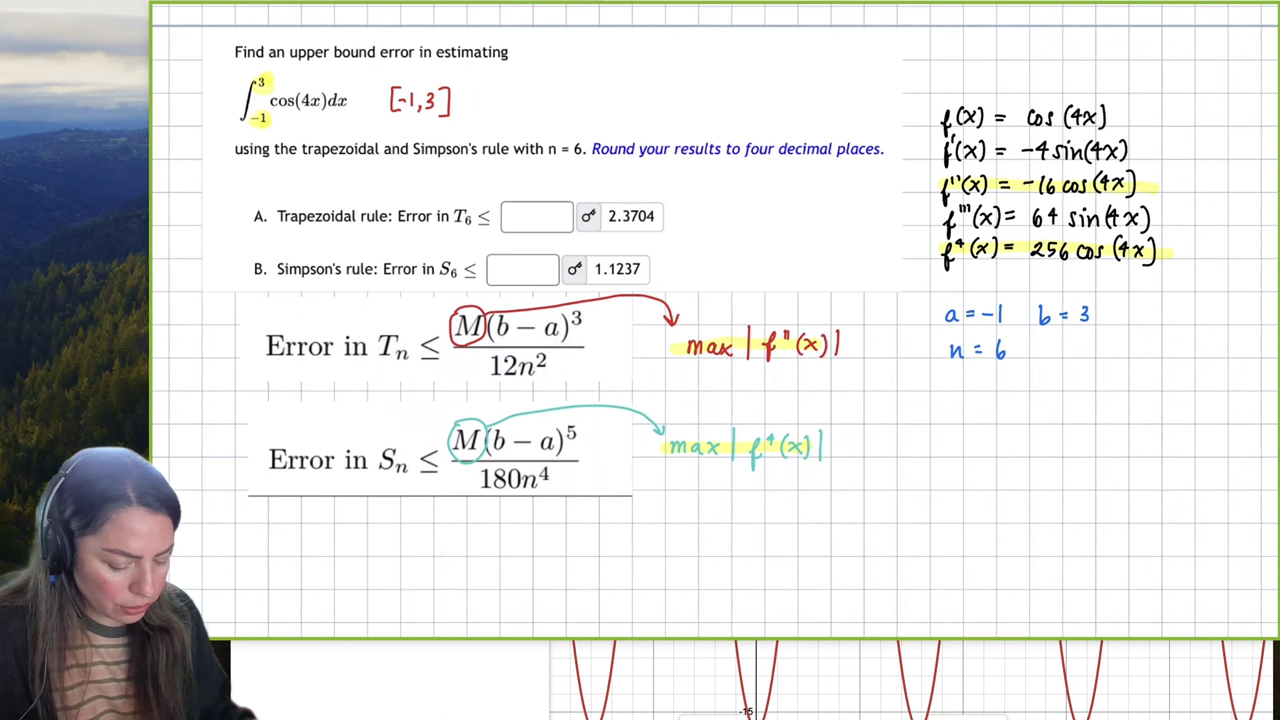 Find an upper bound error in estimating
∫₋₁³ cos(4x)dx [-1,3]
using the trapezoidal and Simpson's rule with n = 6. Round your results to four decimal places.
A. Trapezoidal rule: Error in T₆ ≤ 2.3704
B. Simpson's rule: Error in S₆ ≤ 1.1237
Error in Tₙ ≤ M(b − a)³ / 12n² max |f''(x)|
Error in Sₙ ≤ M(b − a)⁵ / 180n⁴ max |f⁴(x)|
f(x) = cos(4x)
f'(x) = -4 sin(4x)
f''(x) = -16 cos(4x)
f'''(x) = 64 sin(4x)
f⁴(x) = 256 cos(4x)
a = -1 b = 3
n = 6
-15